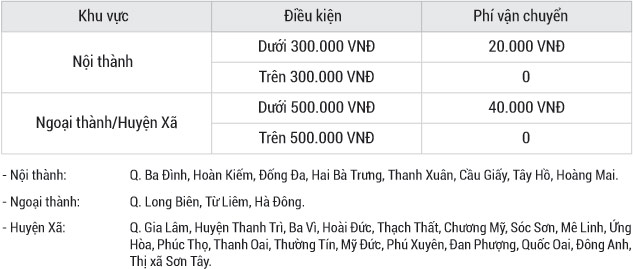 Khu vực Điều kiện Phí vận chuyển
Nội thành
Dưới 300.000 VNĐ 20.000 VNĐ
Trên 300.000 VNĐ 0
Ngoại thành/Huyện Xã
Dưới 500.000 VNĐ 40.000 VNĐ
Trên 500.000 VNĐ 0
- Nội thành: Q. Ba Đình, Hoàn Kiếm, Đống Đa, Hai Bà Trưng, Thanh Xuân, Cầu Giấy, Tây Hồ, Hoàng Mai.
- Ngoại thành: Q. Long Biên, Từ Liêm, Hà Đông.
- Huyện Xã: Q. Gia Lâm, Huyện Thanh Trì, Ba Vì, Hoài Đức, Thạch Thất, Chương Mỹ, Sóc Sơn, Mê Linh, Ứng
Hòa, Phúc Thọ, Thanh Oai, Thường Tín, Mỹ Đức, Phú Xuyên, Đan Phượng, Quốc Oai, Đông Anh,
Thị xã Sơn Tây.